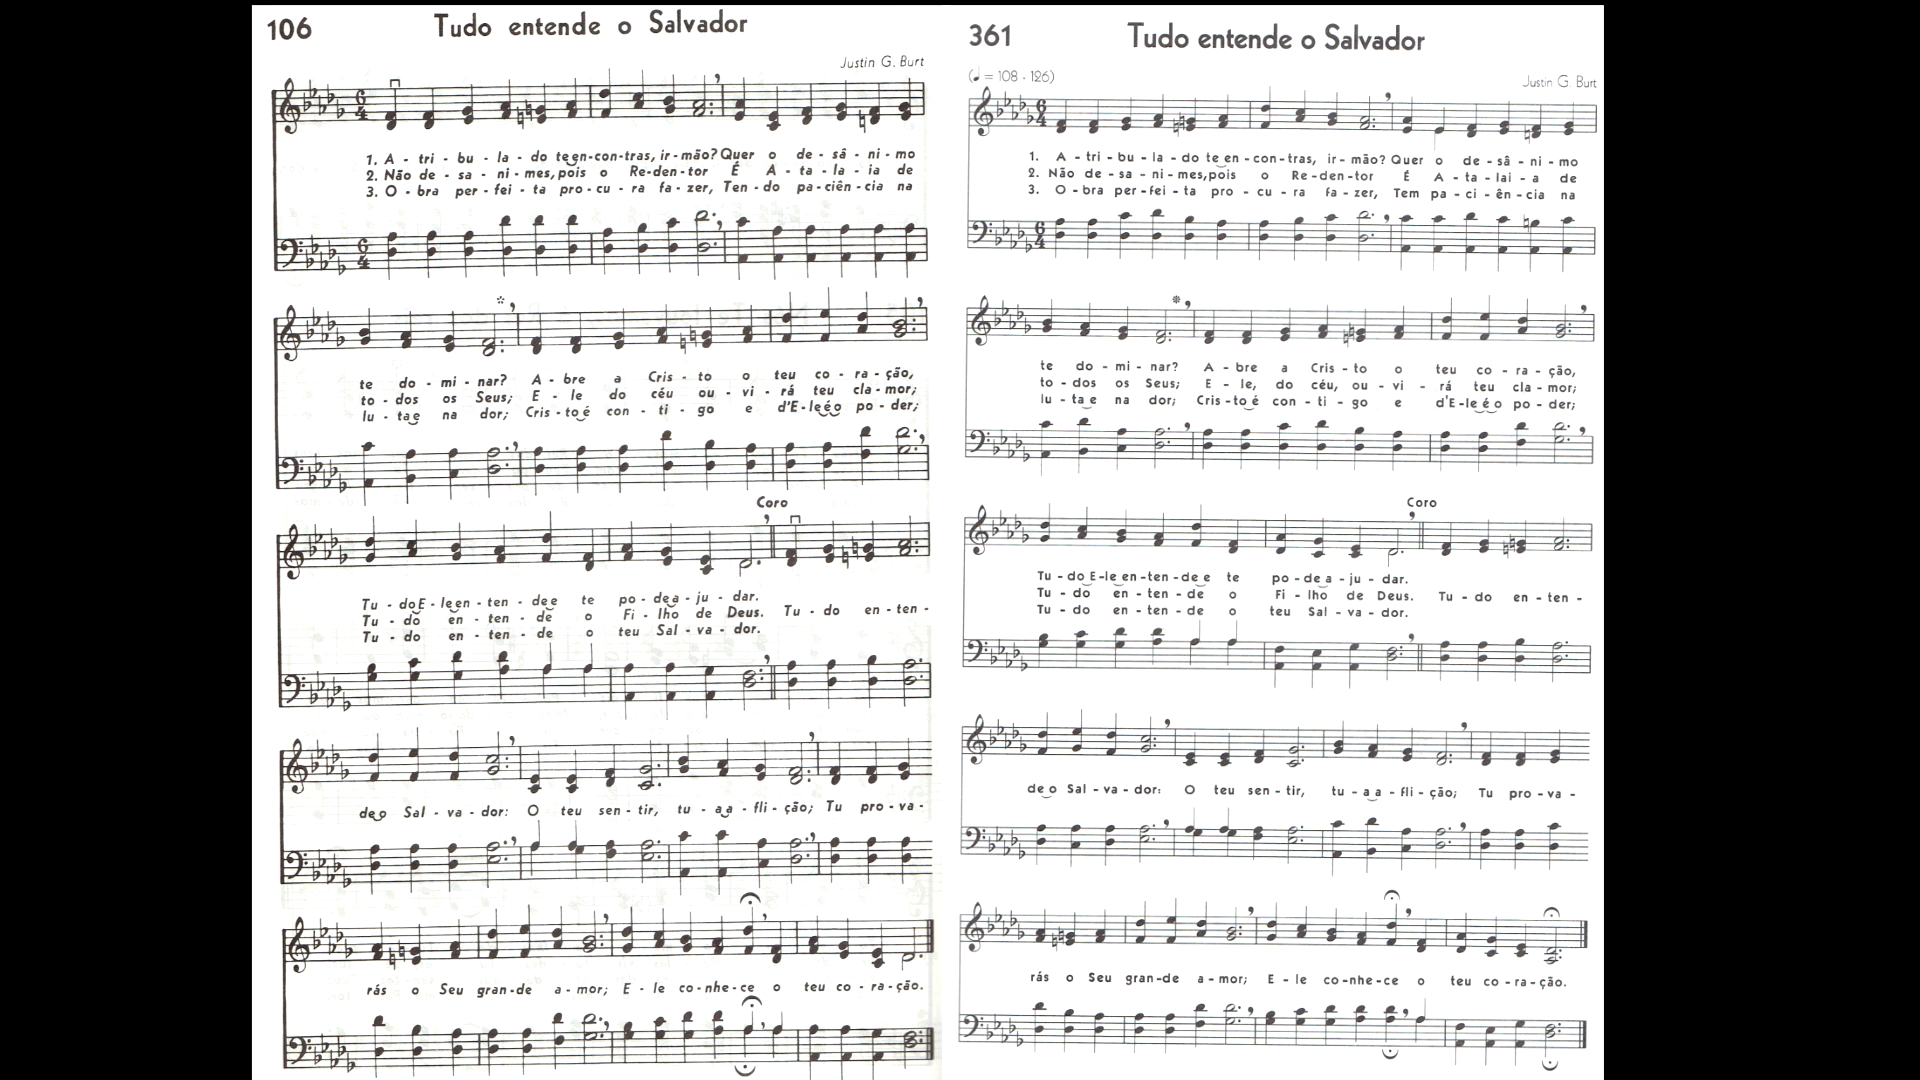 106 Tudo entende o Salvador
Justin G. Burt
6
4
1. A - tri - bu - la - do te en-con-tras, ir-mão? Quer o de - sâ - ni - mo
2. Não de - sa - ni - mes, pois o Re-den-tor É A - ta - la - ia de
3. O - bra per - fei - ta pro - cu - ra fa - zer, Ten - do pa-ciên-cia na
6
4
*
te do - mi - nar? A - bre a Cris - to o teu co - ra - ção,
to - dos os Seus; E - le do céu ou - vi - rá teu cla - mor;
lu - ta e na dor; Cris - to é con - ti - go e d'E-le é o po - der;
Coro
Tu - do E - le en - ten - de e te po - de a - ju - dar.
Tu - do en - ten - de o Fi - lho de Deus. Tu - do en - ten -
Tu - do en - ten - de o teu Sal - va - dor.
de o Sal - va - dor: O teu sen - tir, tu - a a - fli - ção; Tu pro - va -
rás o Seu gran - de a - mor; E - le co - nhe - ce o teu co - ra - ção.
361 Tudo entende o Salvador
(♩ = 108 - 126) Justin G. Burt
6
4
1. A - tri - bu - la - do te en - con - tras, ir - mão? Quer o de - sâ - ni - mo
2. Não de - sa - ni - mes, pois o Re - den - tor É A - ta - lai - a de
3. O - bra per - fei - ta pro - cu - ra fa - zer, Tem pa - ci - ên - cia na
6
4
*
te do - mi - nar? A - bre a Cris - to o teu co - ra - ção,
to - dos os Seus; E - le, do céu, ou - vi - rá teu cla - mor;
lu - ta e na dor; Cris - to é con - ti - go e d'E - le é o po - der;
Coro
Tu - do E - le en - ten - de e te po - de a - ju - dar.
Tu - do en - ten - de o Fi - lho de Deus. Tu - do en - ten -
Tu - do en - ten - de o teu Sal - va - dor.
de o Sal - va - dor: O teu sen - tir, tu - a a - fli - ção; Tu pro - va -
rás o Seu gran - de a - mor; E - le co - nhe - ce o teu co - ra - ção.